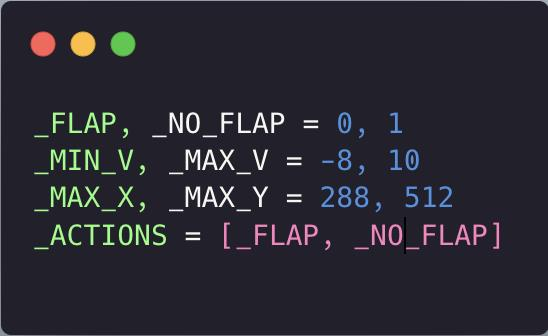 _FLAP, _NO_FLAP = 0, 1
_MIN_V, _MAX_V = -8, 10
_MAX_X, _MAX_Y = 288, 512
_ACTIONS = [_FLAP, _NO_FLAP]